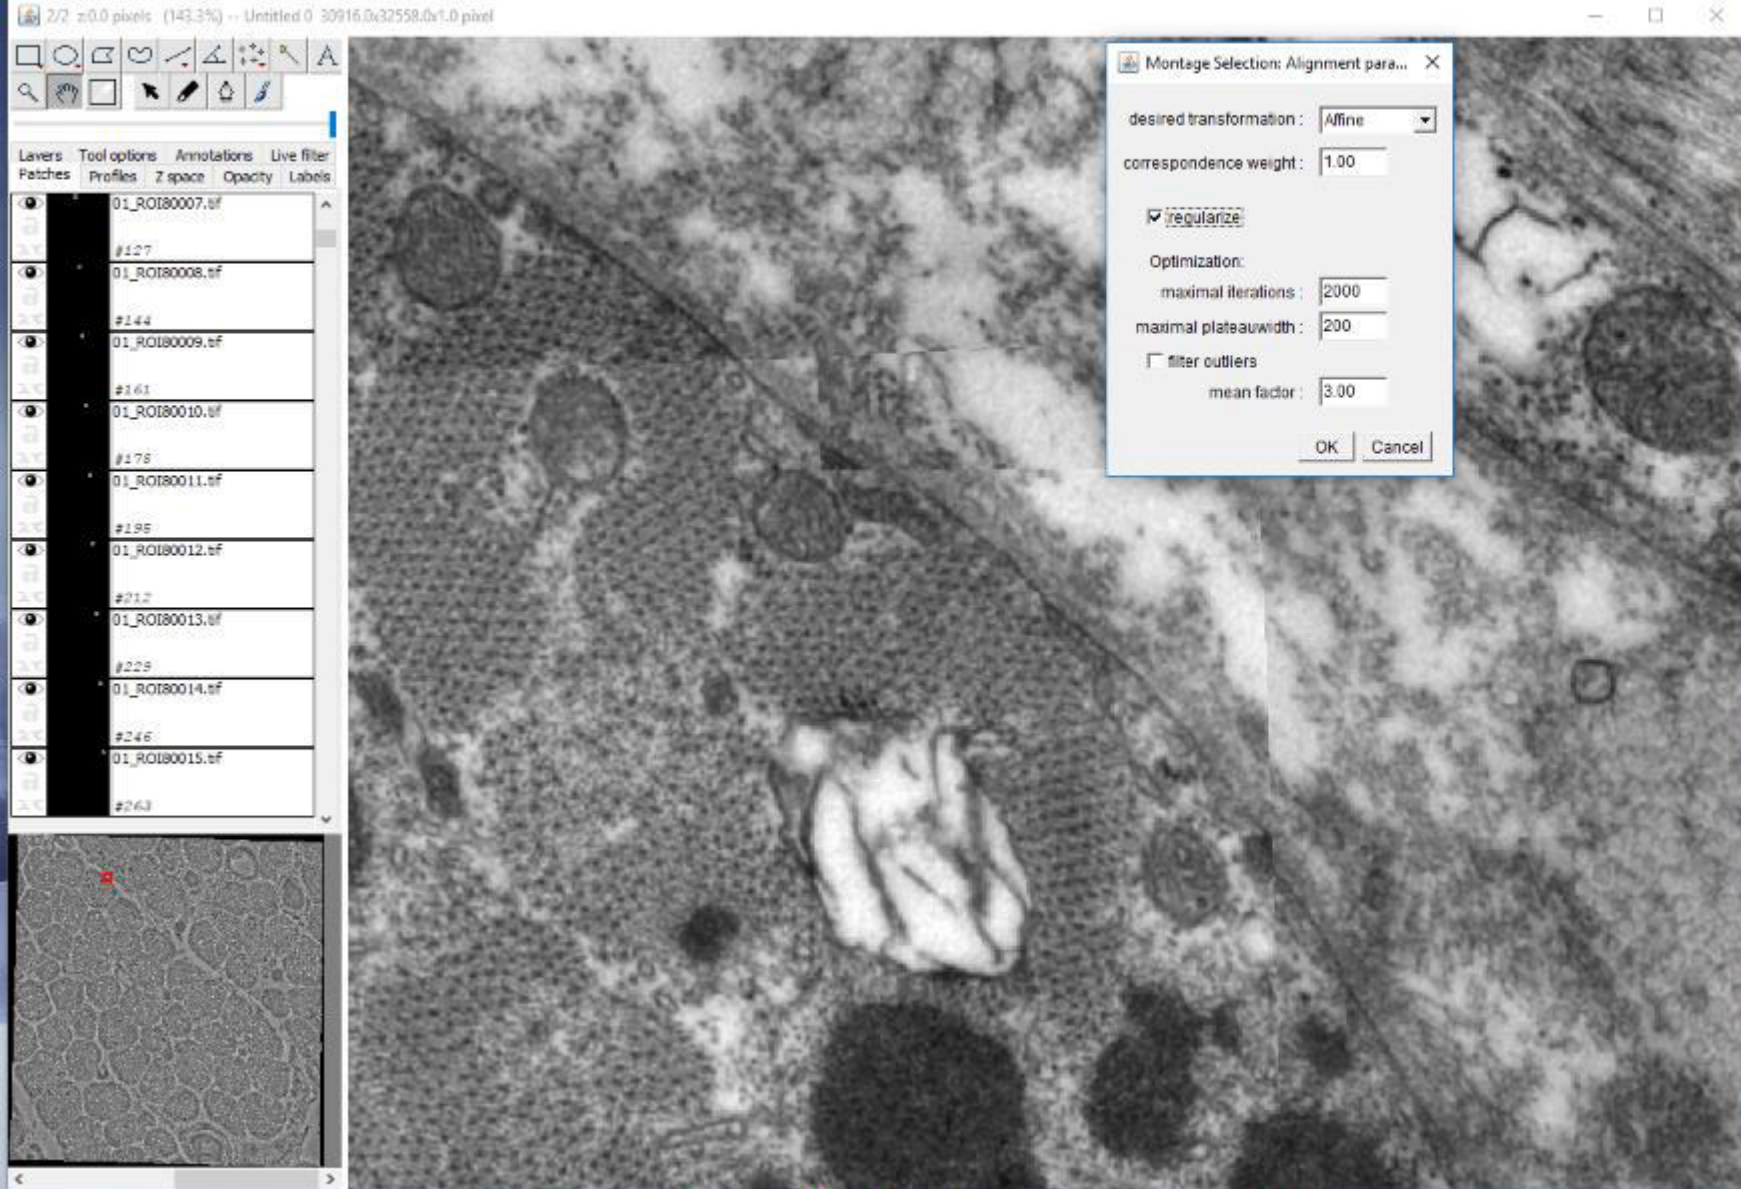 2/2 z:0.0 pixels (143.3%) -- Untitled 0 30916.0x32558.0x1.0 pixel
A
Layers Tool options Annotations Live filter
Patches Profiles Z space Opacity Labels
01_ROI80007.tif
#127
01_ROI80008.tif
#144
01_ROI80009.tif
#161
01_ROI80010.tif
#178
01_ROI80011.tif
#195
01_ROI80012.tif
#212
01_ROI80013.tif
#229
01_ROI80014.tif
#246
01_ROI80015.tif
#263
Montage Selection: Alignment para...
desired transformation : Affine
correspondence weight : 1.00
regularize
Optimization:
maximal iterations : 2000
maximal plateauwidth : 200
filter outliers
mean factor : 3.00
OK Cancel